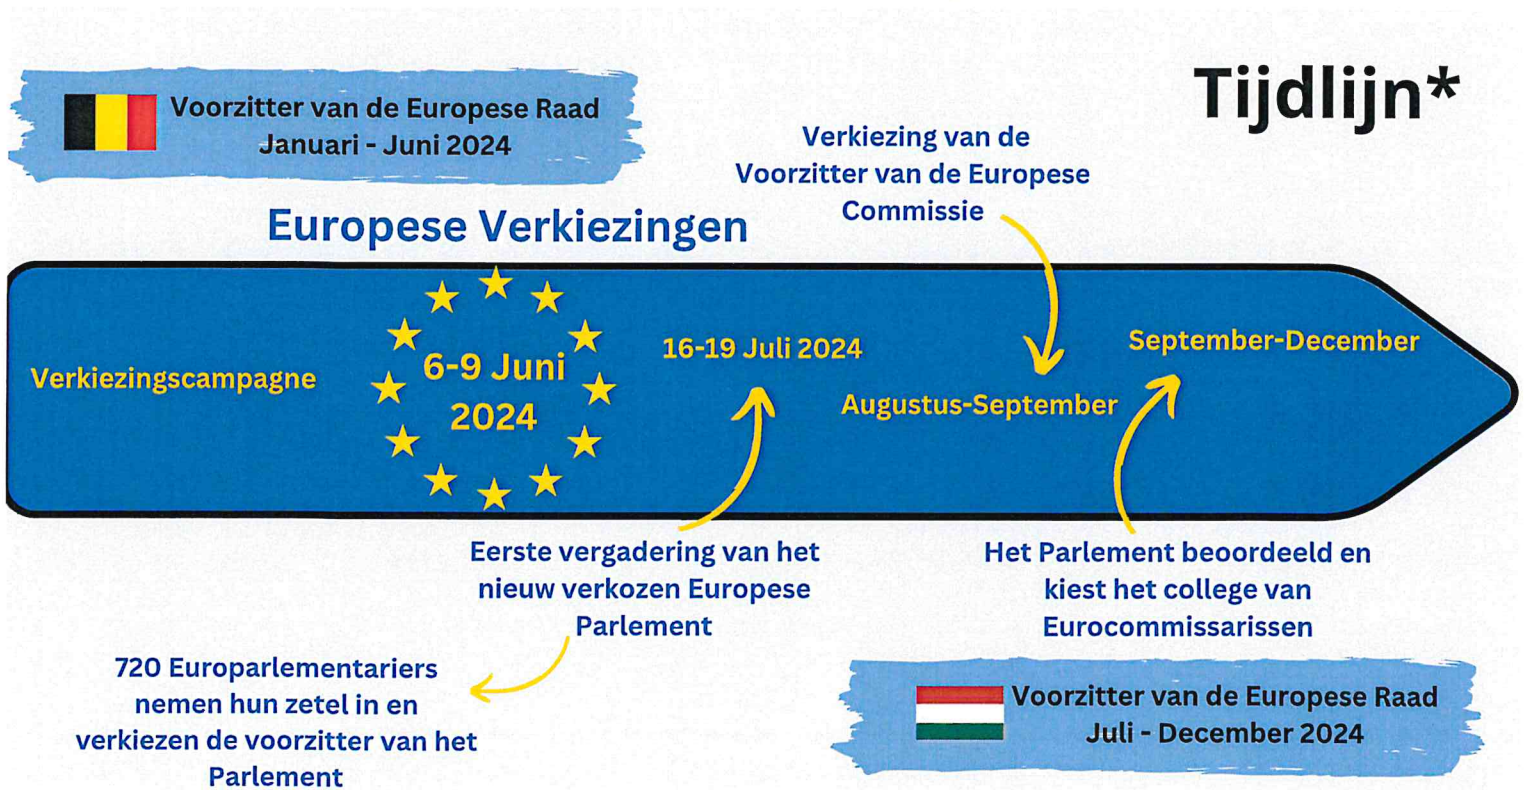 Tijdlijn*
Voorzitter van de Europese Raad
Januari - Juni 2024
Verkiezing van de
Voorzitter van de Europese
Commissie
Europese Verkiezingen
Verkiezingscampagne
6-9 Juni
2024
16-19 Juli 2024
Augustus-September
September-December
Eerste vergadering van het
nieuw verkozen Europese
Parlement
Het Parlement beoordeeld en
kiest het college van
Eurocommissarissen
720 Europarlementariers
nemen hun zetel in en
verkiezen de voorzitter van het
Parlement
Voorzitter van de Europese Raad
Juli - December 2024